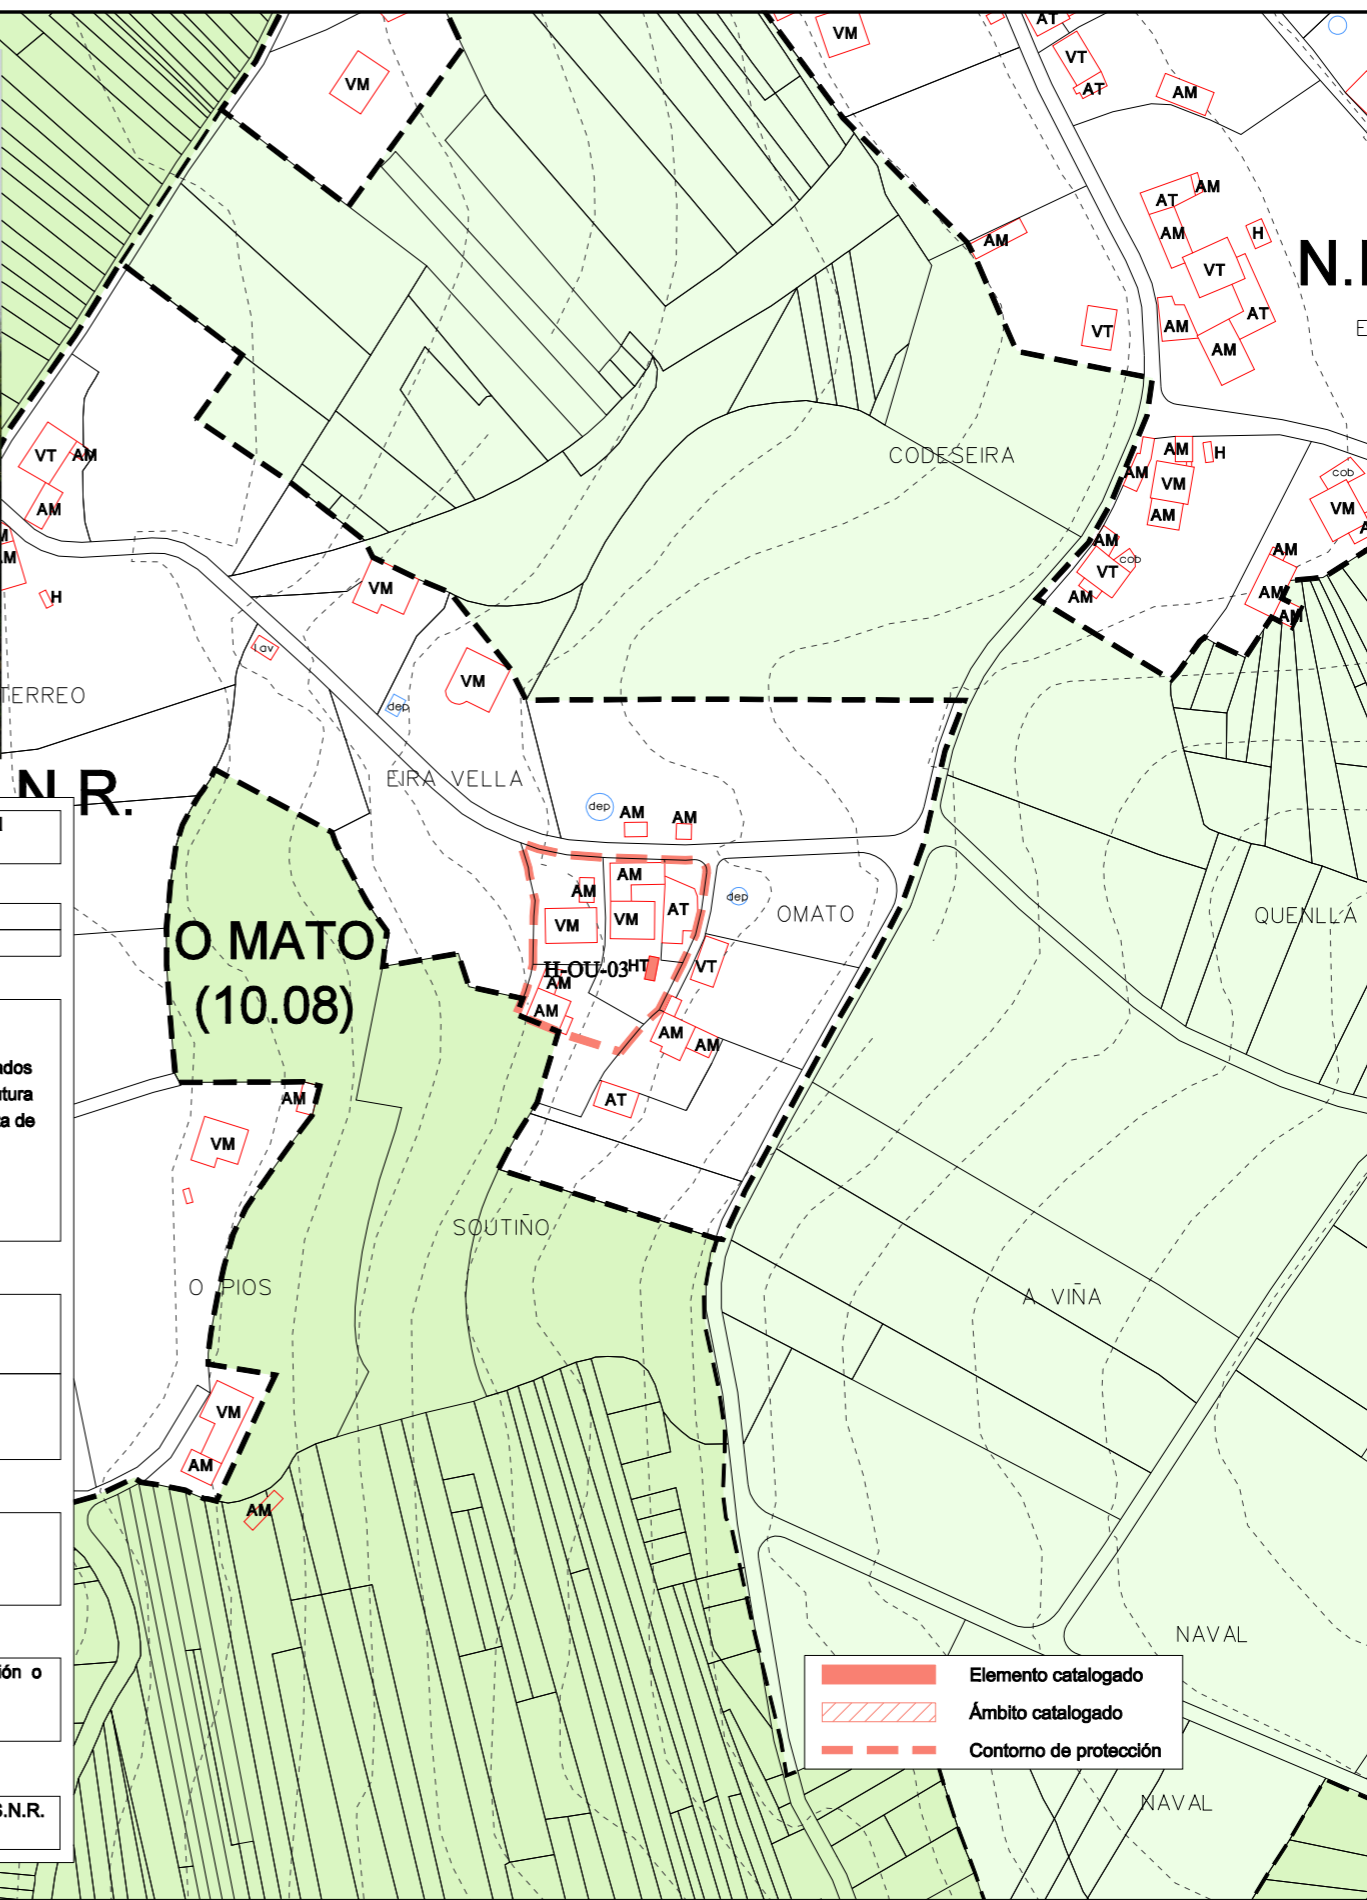 VM
VM
AT
VT
AT
AM
AM
AT
AM
H
VT
AT
AM
AM
N.
AM
VT
E
CODESEIRA
VT
AM
AM
AM
H
AM
VM
AM
cob
VM
AM
VT
cob
AM
AM
AM
AM
AM
H
VM
lav
VM
dep
TERREO
N.R.
EIRA VELLA
dep
AM
AM
AM
AM
VM
VM
AT
dep
OMATO
QUENLLA
O MATO
(10.08)
H-OU-03
HT
VT
AM
AM
AM
AM
AT
AM
VM
ados
utura
a de
SOUTIÑO
O PIOS
A VIÑA
VM
AM
AM
NAVAL
ión o
Elemento catalogado
Ámbito catalogado
Contorno de protección
NAVAL
S.N.R.